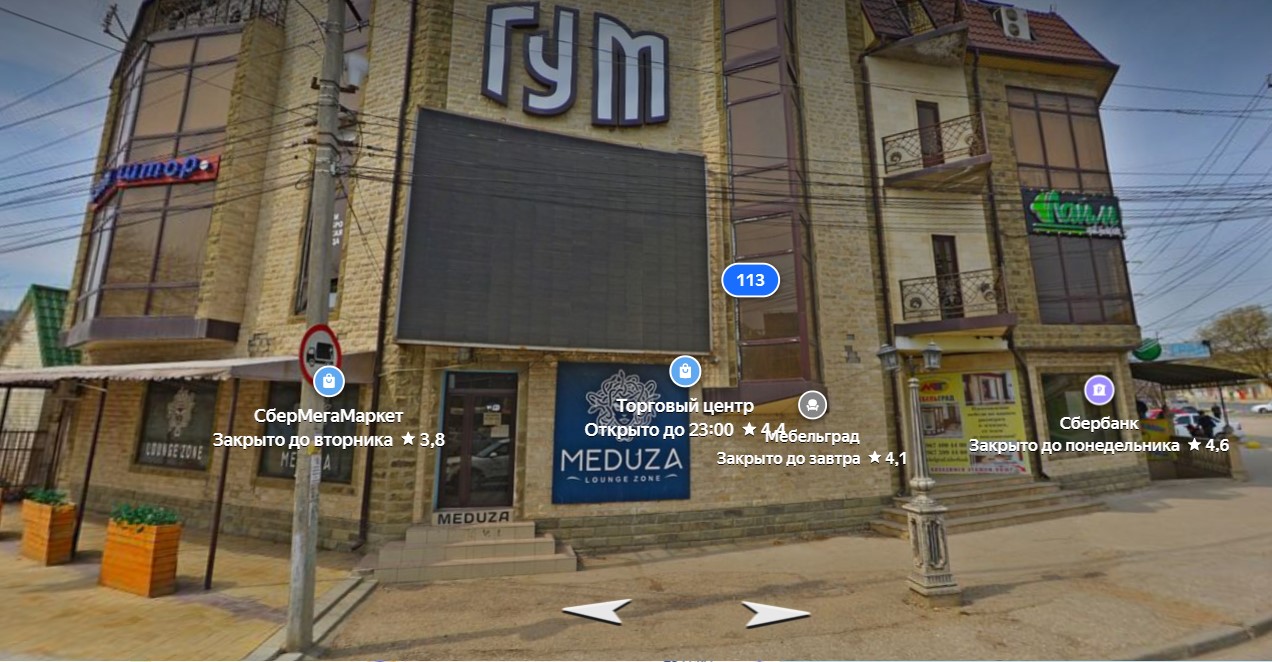 ГУМ
штор
Тайм
113
СберМегаМаркет
Закрыто до вторника ★ 3,8
Торговый центр
Открыто до 23:00 ★ 4,4
Мебельград
Закрыто до завтра ★ 4,1
Сбербанк
Закрыто до понедельника ★ 4,6
LOUNGE ZONE
MEDUZA
LOUNGE ZONE
MEDUZA